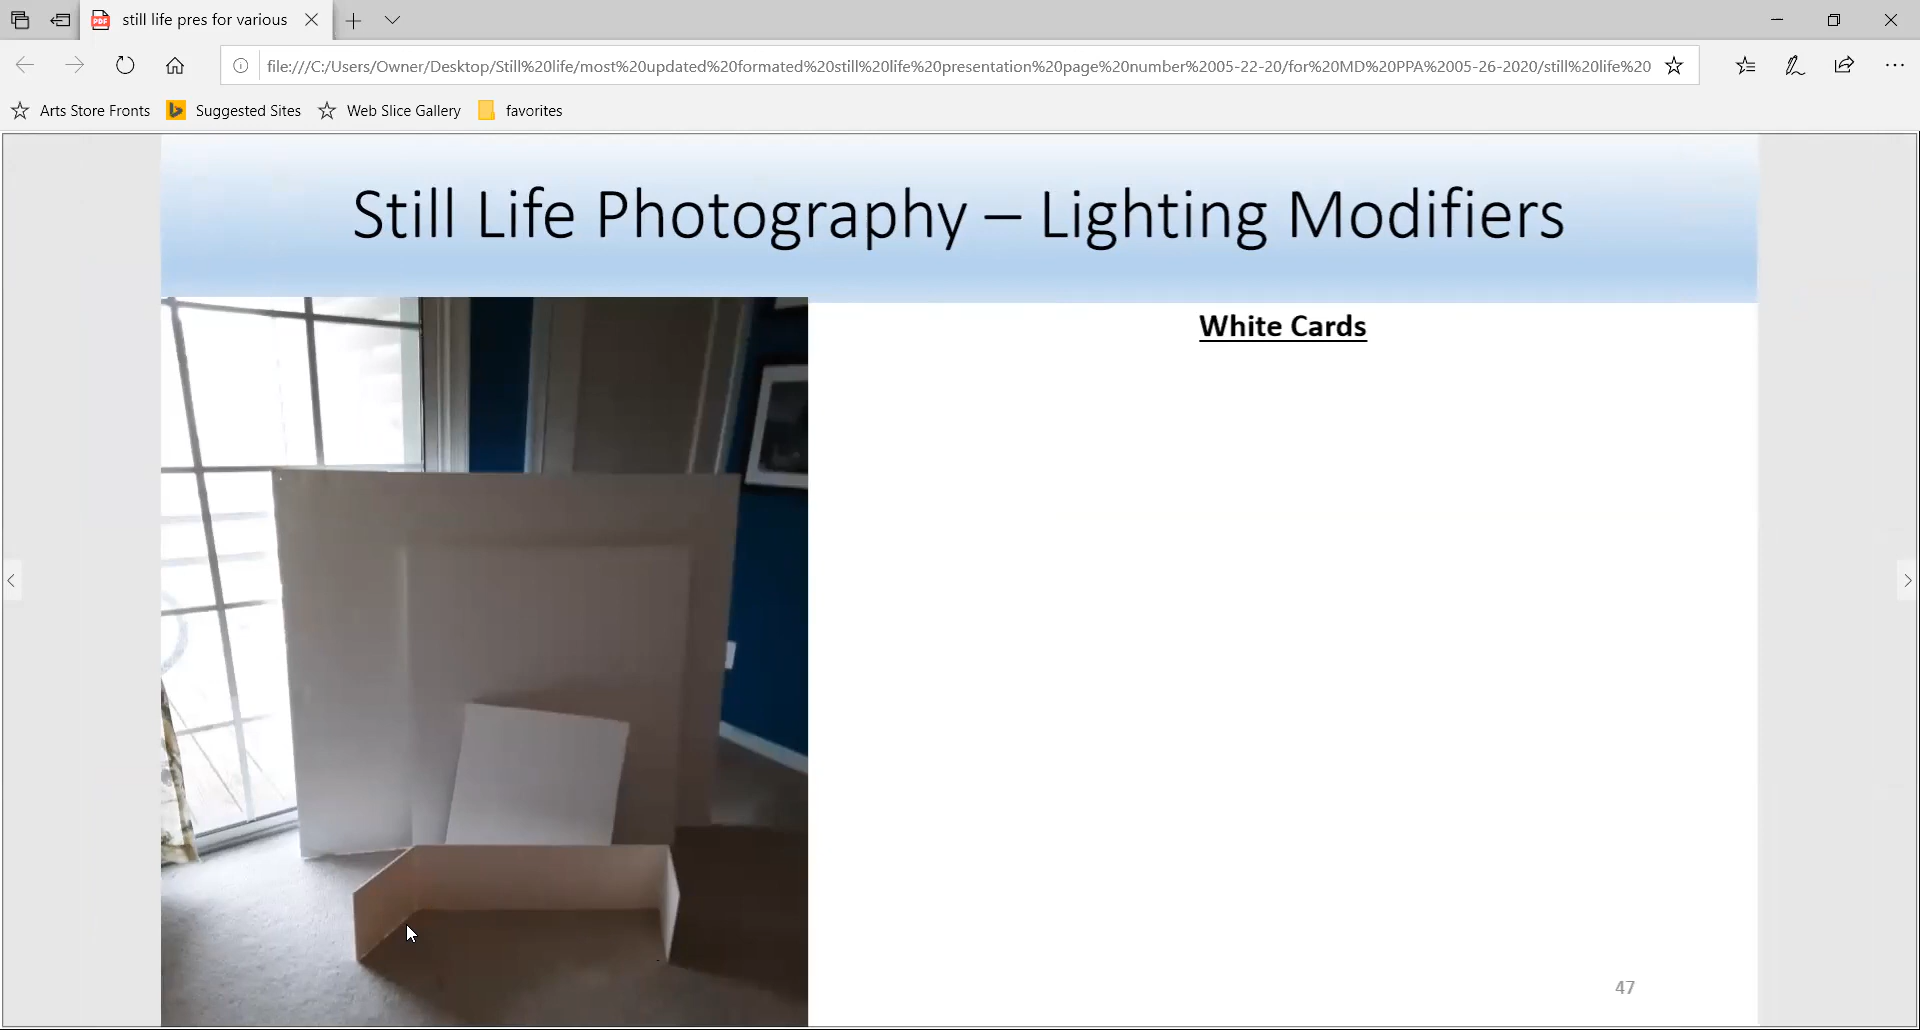 still life pres for various
file:///C:/Users/Owner/Desktop/Still%20life/most%20updated%20formated%20still%20life%20presentation%20page%20number%2005-22-20/for%20MD%20PPA%2005-26-2020/still%20life%20
Arts Store Fronts
Suggested Sites
Web Slice Gallery
favorites
Still Life Photography – Lighting Modifiers
White Cards
47